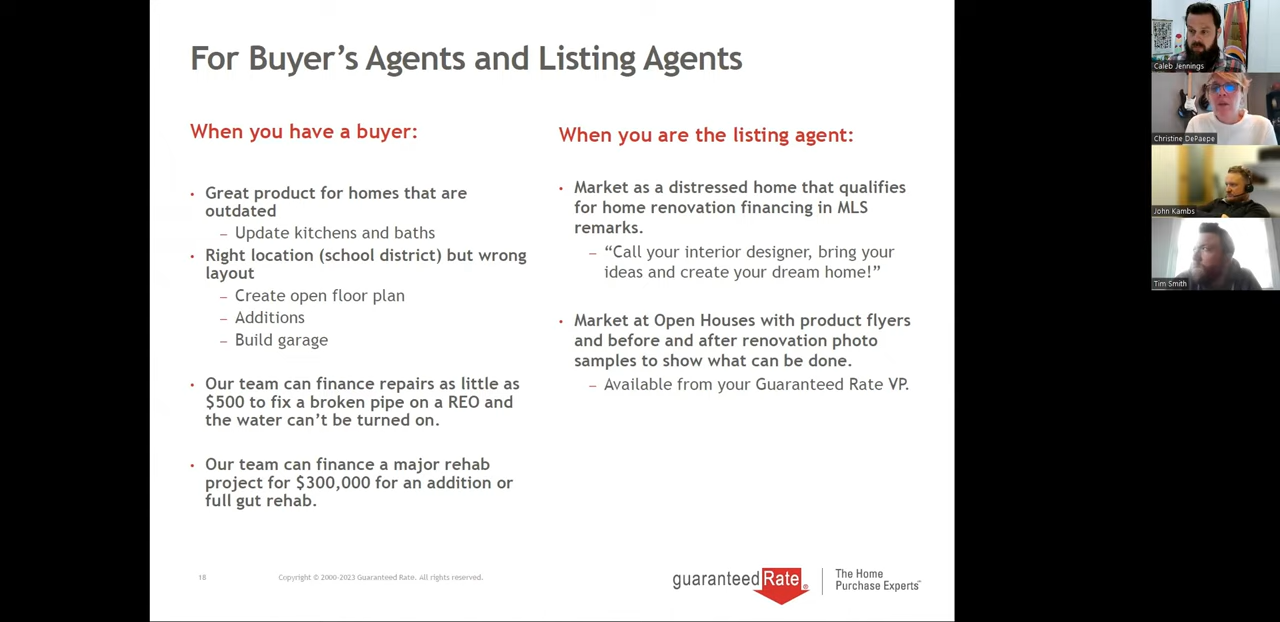 For Buyer's Agents and Listing Agents
When you have a buyer:
• Great product for homes that are
outdated
– Update kitchens and baths
• Right location (school district) but wrong
layout
– Create open floor plan
– Additions
– Build garage
• Our team can finance repairs as little as
$500 to fix a broken pipe on a REO and
the water can't be turned on.
• Our team can finance a major rehab
project for $300,000 for an addition or
full gut rehab.
When you are the listing agent:
• Market as a distressed home that qualifies
for home renovation financing in MLS
remarks.
– “Call your interior designer, bring your
ideas and create your dream home!”
• Market at Open Houses with product flyers
and before and after renovation photo
samples to show what can be done.
– Available from your Guaranteed Rate VP.
18
Copyright © 2000-2023 Guaranteed Rate. All rights reserved.
guaranteed Rate®
The Home
Purchase Experts™
Caleb Jennings
Christine DePaepe
John Kambs
Tim Smith